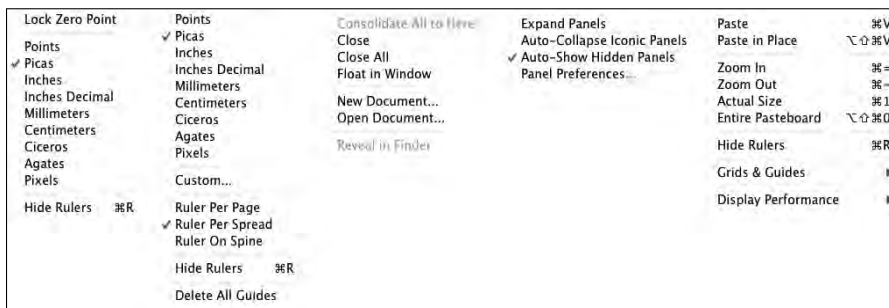 Lock Zero Point
Points
✓ Picas
Inches
Inches Decimal
Millimeters
Centimeters
Ciceros
Agates
Pixels
Hide Rulers ⌘R
Points
✓ Picas
Inches
Inches Decimal
Millimeters
Centimeters
Ciceros
Agates
Pixels
Custom...
Ruler Per Page
✓ Ruler Per Spread
Ruler On Spine
Hide Rulers ⌘R
Delete All Guides
Consolidate All to Here
Close
Close All
Float in Window
New Document...
Open Document...
Reveal in Finder
Expand Panels
Auto-Collapse Iconic Panels
✓ Auto-Show Hidden Panels
Panel Preferences...
Paste ⌘V
Paste in Place ⌥⇧⌘V
Zoom In ⌘=
Zoom Out ⌘-
Actual Size ⌘1
Entire Pasteboard ⌥⇧⌘0
Hide Rulers ⌘R
Grids & Guides
Display Performance